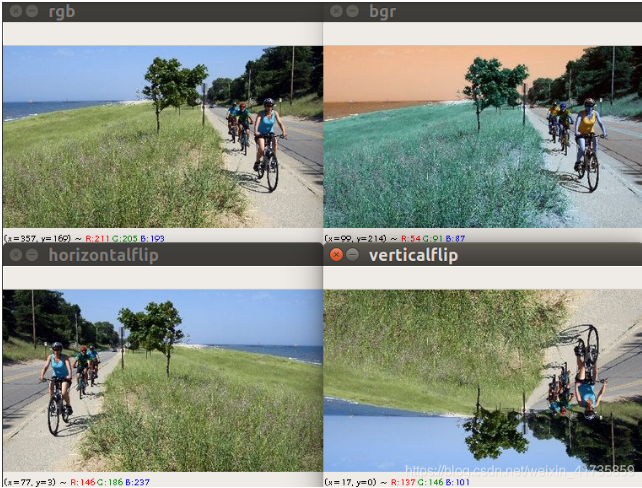 rgb
bgr
(x=357, y=169) ~ R:211 G:205 B:193
(x=99, y=214) ~ R:54 G:91 B:87
horizontalflip
verticalflip
(x=77, y=3) ~ R:146 G:186 B:237
(x=17, y=0) ~ R:137 G:146 B:101
https://blog.csdn.net/weixin_41735859